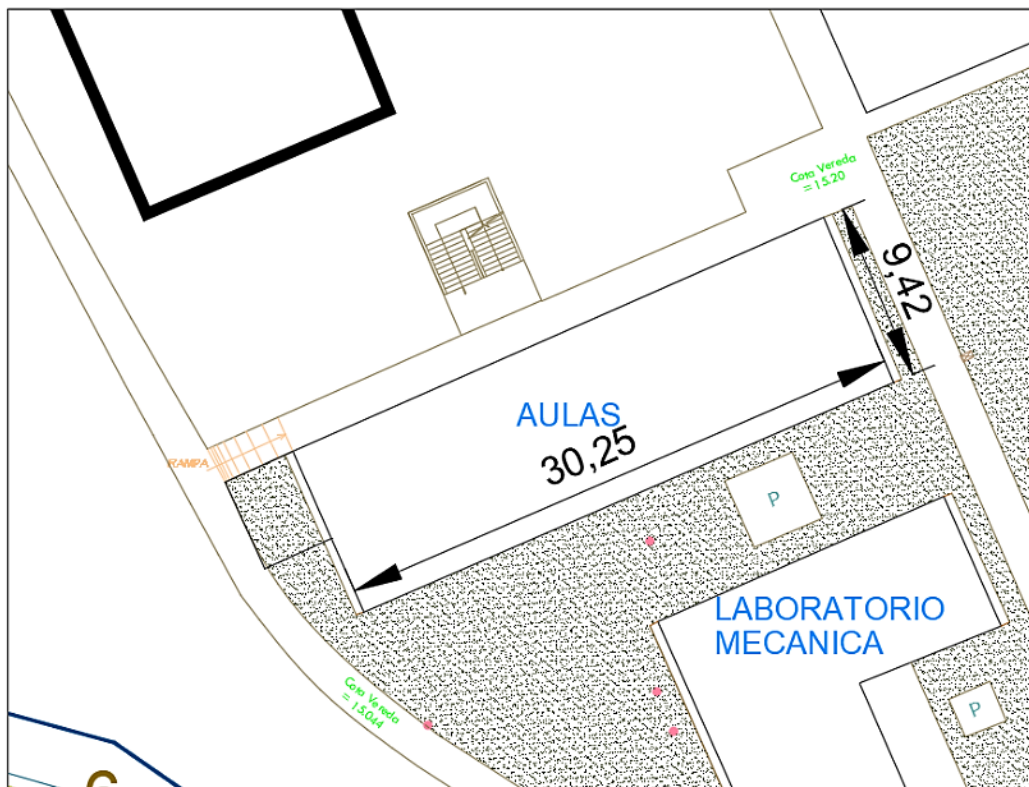 Cota Vereda
= 15.20
9,42
AULAS
30,25
RAMPA
P
LABORATORIO
MECANICA
Cota Vereda
= 15.044
P